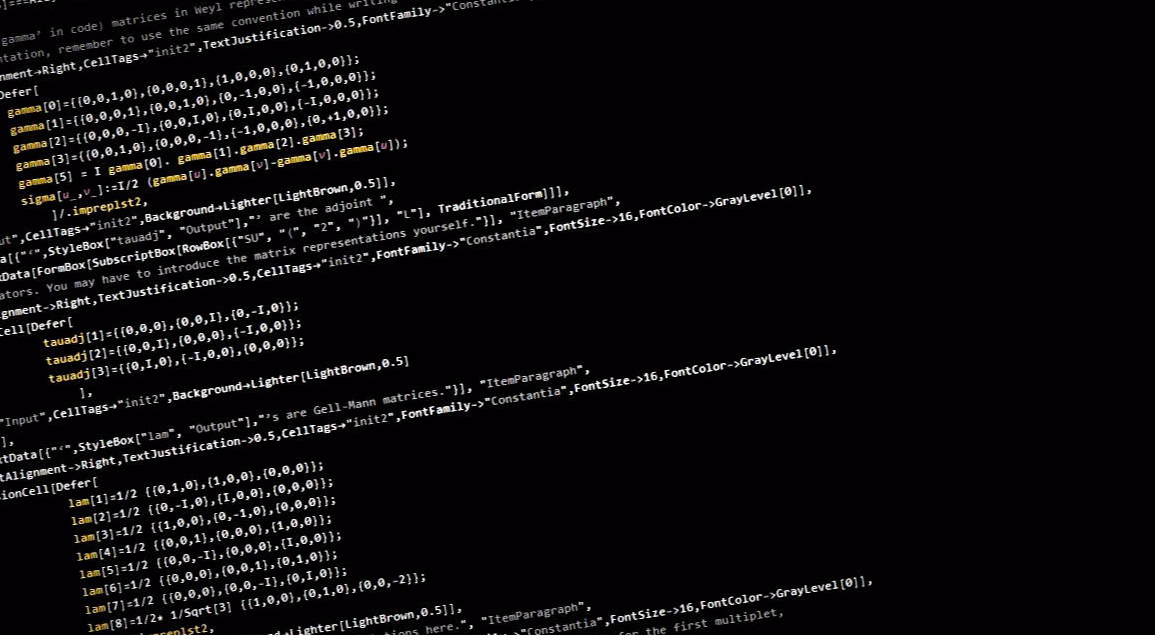 gamma’ in code) matrices in Weyl
ntation, remember to use the same convention while writing
nment→Right,CellTags→"init2",TextJustification->0.5,FontFamily->"Constantia"
Defer[
gamma[0]={{0,0,1,0},{0,0,0,1},{1,0,0,0},{0,1,0,0}};
gamma[1]={{0,0,0,1},{0,0,1,0},{0,-1,0,0},{-1,0,0,0}};
gamma[2]={{0,0,0,-I},{0,0,I,0},{0,I,0,0},{-I,0,0,0}};
gamma[3]={{0,0,1,0},{0,0,0,-1},{-1,0,0,0},{0,+1,0,0}};
gamma[5] = I gamma[0]. gamma[1].gamma[2].gamma[3];
sigma[u_,v_]:=I/2 (gamma[u].gamma[v]-gamma[v].gamma[u]);
]/.impreplst2,
ut",CellTags→"init2",Background→Lighter[LightBrown,0.5]],
a[{"‘",StyleBox["tauadj", "Output"],"’ are the adjoint ",
xData[FormBox[SubscriptBox[RowBox[{"SU", "(", "2", ")"}], "L"], TraditionalForm]]],
ators. You may have to introduce the matrix representations yourself."}], "ItemParagraph",
gnment->Right,TextJustification->0.5,CellTags→"init2",FontFamily->"Constantia",FontSize->16,FontColor->GrayLevel[0]],
Cell[Defer[
tauadj[1]={{0,0,0},{0,0,I},{0,-I,0}};
tauadj[2]={{0,0,I},{0,0,0},{-I,0,0}};
tauadj[3]={{0,I,0},{-I,0,0},{0,0,0}};
],
"Input",CellTags→"init2",Background→Lighter[LightBrown,0.5]
],
xtData[{"‘",StyleBox["lam", "Output"],"’s are Gell-Mann matrices."}], "ItemParagraph",
tAlignment->Right,TextJustification->0.5,CellTags→"init2",FontFamily->"Constantia",FontSize->16,FontColor->GrayLevel[0]],
sionCell[Defer[
lam[1]=1/2 {{0,1,0},{1,0,0},{0,0,0}};
lam[2]=1/2 {{0,-I,0},{I,0,0},{0,0,0}};
lam[3]=1/2 {{1,0,0},{0,-1,0},{0,0,0}};
lam[4]=1/2 {{0,0,1},{0,0,0},{1,0,0}};
lam[5]=1/2 {{0,0,-I},{0,0,0},{I,0,0}};
lam[6]=1/2 {{0,0,0},{0,0,1},{0,1,0}};
lam[7]=1/2 {{0,0,0},{0,0,-I},{0,I,0}};
lam[8]=1/2* 1/Sqrt[3] {{1,0,0},{0,1,0},{0,0,-2}};
impreplst2,
Lighter[LightBrown,0.5]],
tions here.", "ItemParagraph",
"Constantia",FontSize->16,FontColor->GrayLevel[0]],
for the first multiplet,